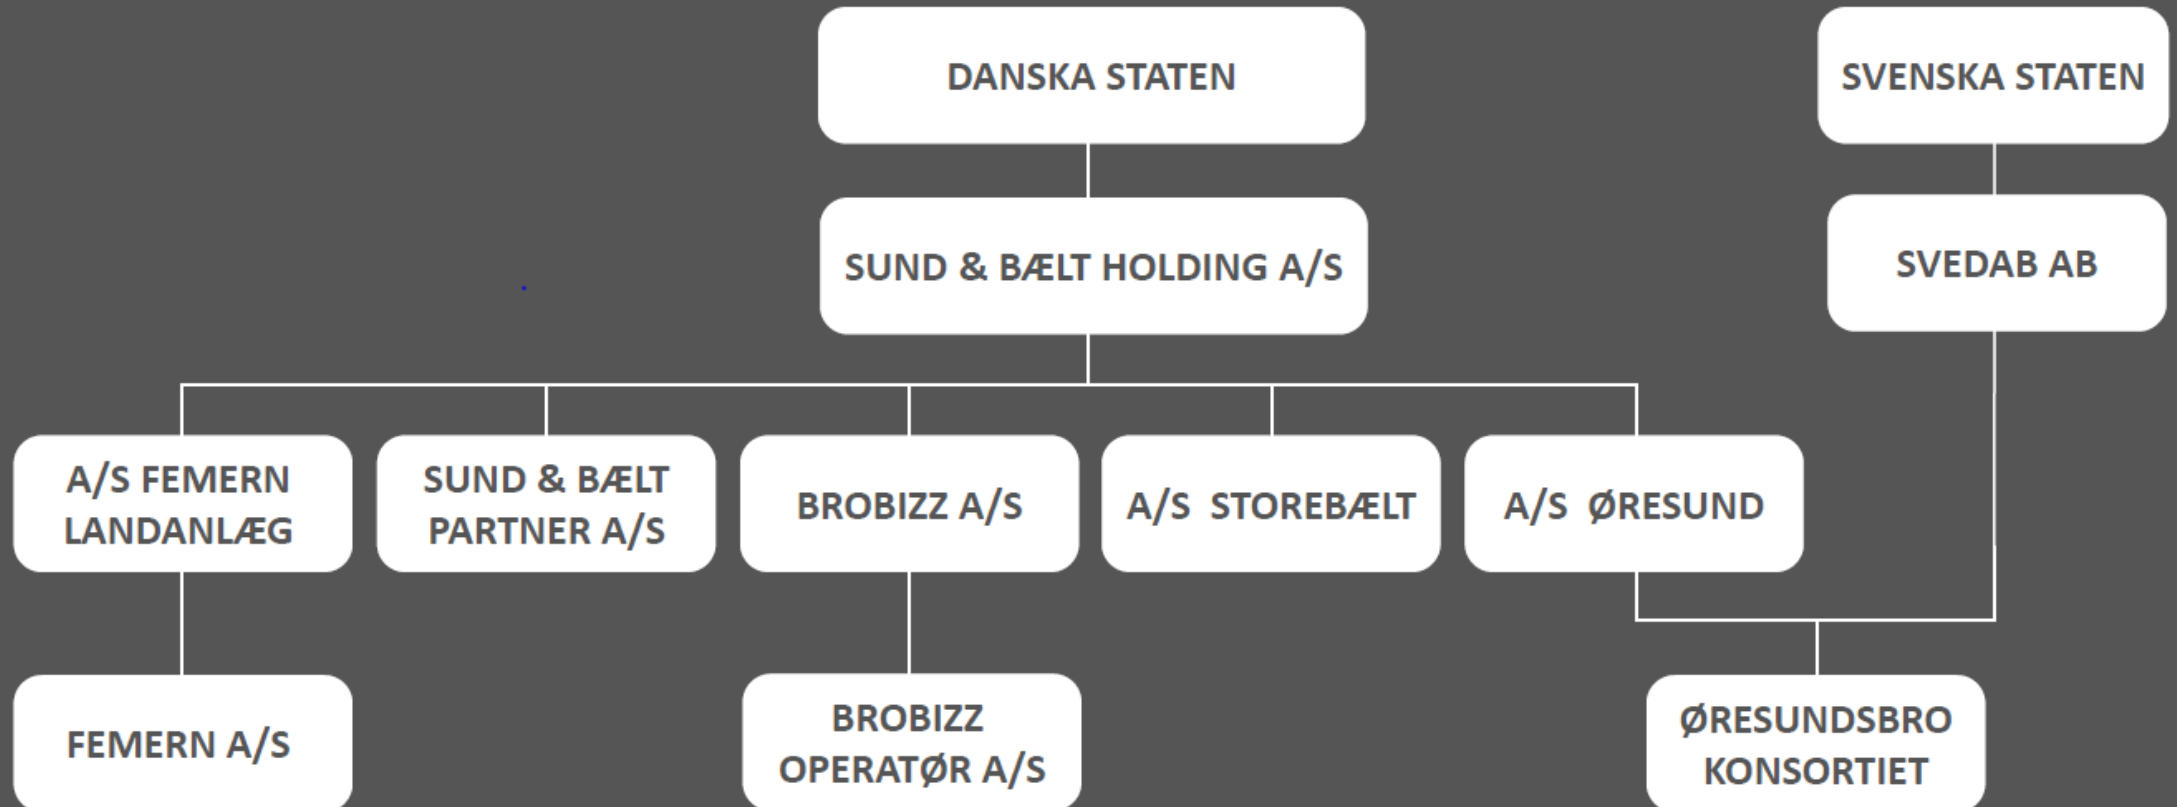 DANSKA STATEN
SVENSKA STATEN
SUND & BÆLT HOLDING A/S
SVEDAB AB
A/S FEMERN
LANDANLÆG
SUND & BÆLT
PARTNER A/S
BROBIZZ A/S
A/S STOREBÆLT
A/S ØRESUND
FEMERN A/S
BROBIZZ
OPERATØR A/S
ØRESUNDSBRO
KONSORTIET